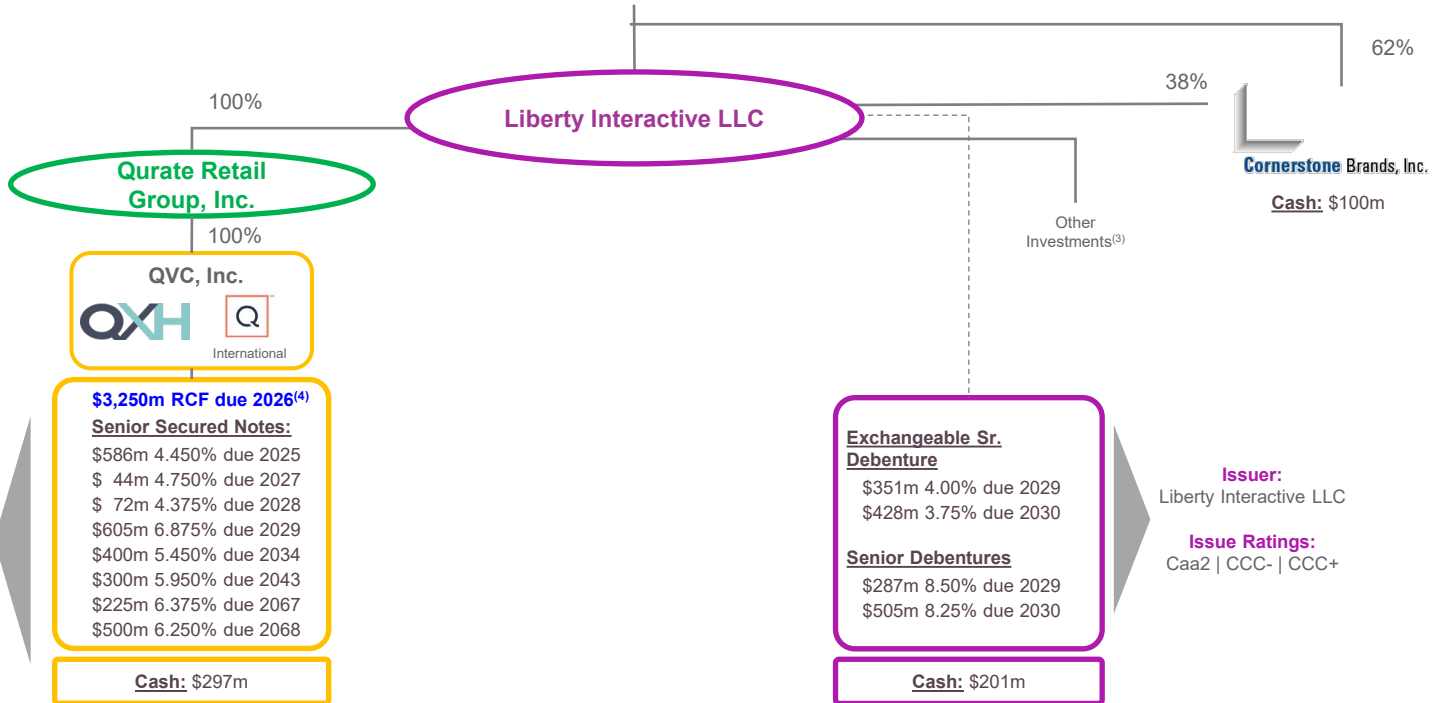 62%
38%
100%
Liberty Interactive LLC
Cornerstone Brands, Inc.
Cash: $100m
Qurate Retail
Group, Inc.
100%
Other
Investments(3)
QVC, Inc.
QXH
Q
International
$3,250m RCF due 2026(4)
Senior Secured Notes:
$586m 4.450% due 2025
$ 44m 4.750% due 2027
$ 72m 4.375% due 2028
$605m 6.875% due 2029
$400m 5.450% due 2034
$300m 5.950% due 2043
$225m 6.375% due 2067
$500m 6.250% due 2068
Cash: $297m
Exchangeable Sr.
Debenture
$351m 4.00% due 2029
$428m 3.75% due 2030
Senior Debentures
$287m 8.50% due 2029
$505m 8.25% due 2030
Cash: $201m
Issuer:
Liberty Interactive LLC
Issue Ratings:
Caa2 | CCC- | CCC+